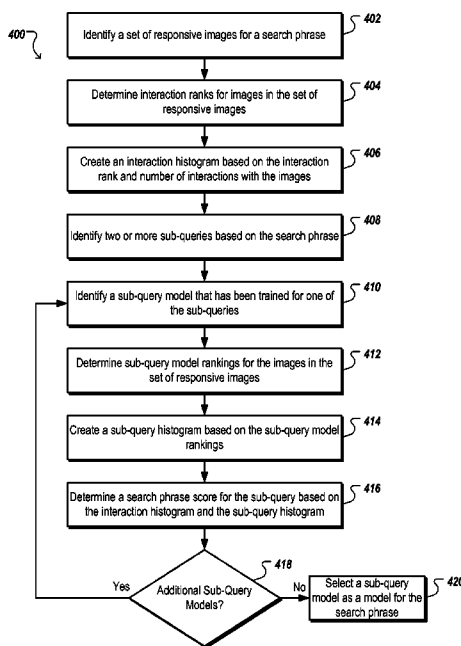 400
Identify a set of responsive images for a search phrase
402
Determine interaction ranks for images in the set of
responsive images
404
Create an interaction histogram based on the interaction
rank and number of interactions with the images
406
Identify two or more sub-queries based on the search phrase
408
Identify a sub-query model that has been trained for one of
the sub-queries
410
Determine sub-query model rankings for the images in the
set of responsive images
412
Create a sub-query histogram based on the sub-query model
rankings
414
Determine a search phrase score for the sub-query based on
the interaction histogram and the sub-query histogram
416
Additional Sub-Query
Models?
418
Yes
No
Select a sub-query
model as a model for the
search phrase
420